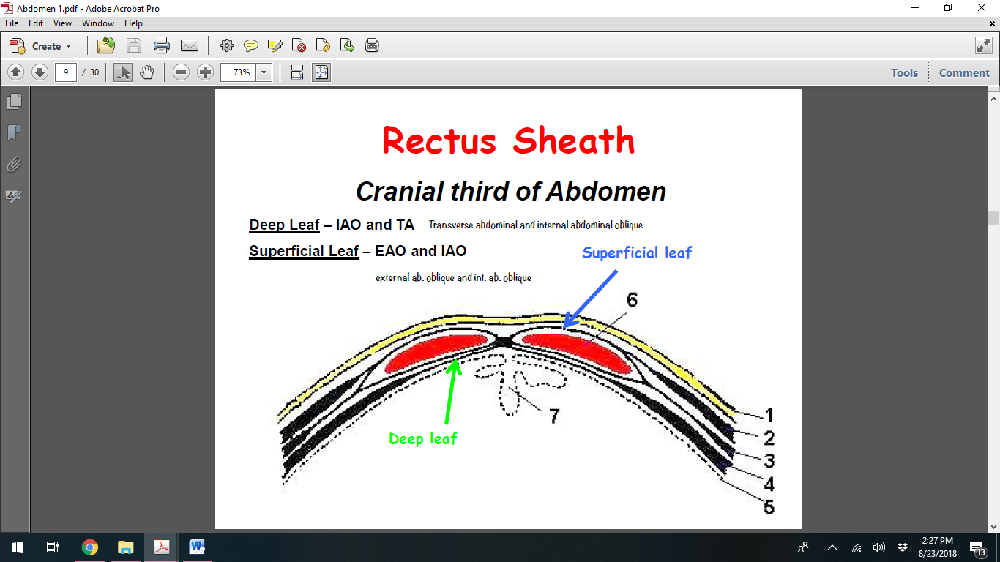 Abdomen 1.pdf - Adobe Acrobat Pro
File Edit View Window Help
Create
9 / 30 73% Tools Comment
Rectus Sheath
Cranial third of Abdomen
Deep Leaf – IAO and TA Transverse abdominal and internal abdominal oblique
Superficial Leaf – EAO and IAO
Superficial leaf
external ab. oblique and int. ab. oblique
6
7
Deep leaf
1
2
3
4
5
2:27 PM
8/23/2018
13